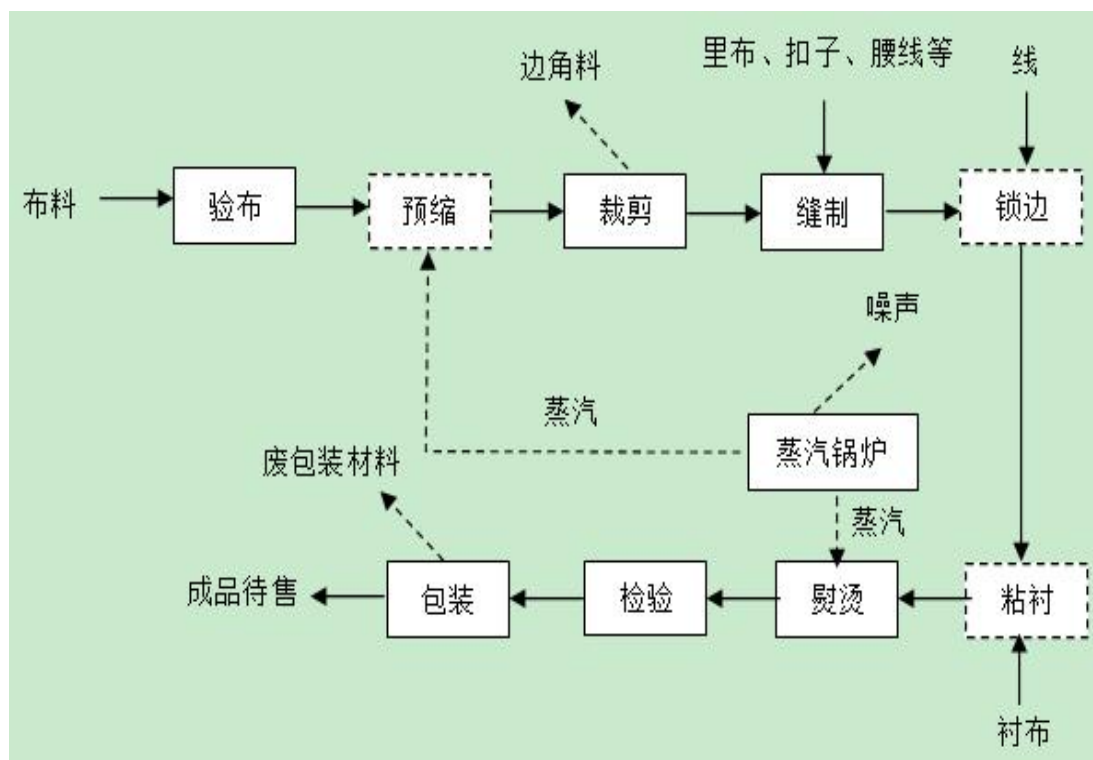 里布、扣子、腰线等
线
边角料
布料
验布
预缩
裁剪
缝制
锁边
噪声
蒸汽
蒸汽锅炉
废包装材料
蒸汽
成品待售
包装
检验
熨烫
粘衬
衬布